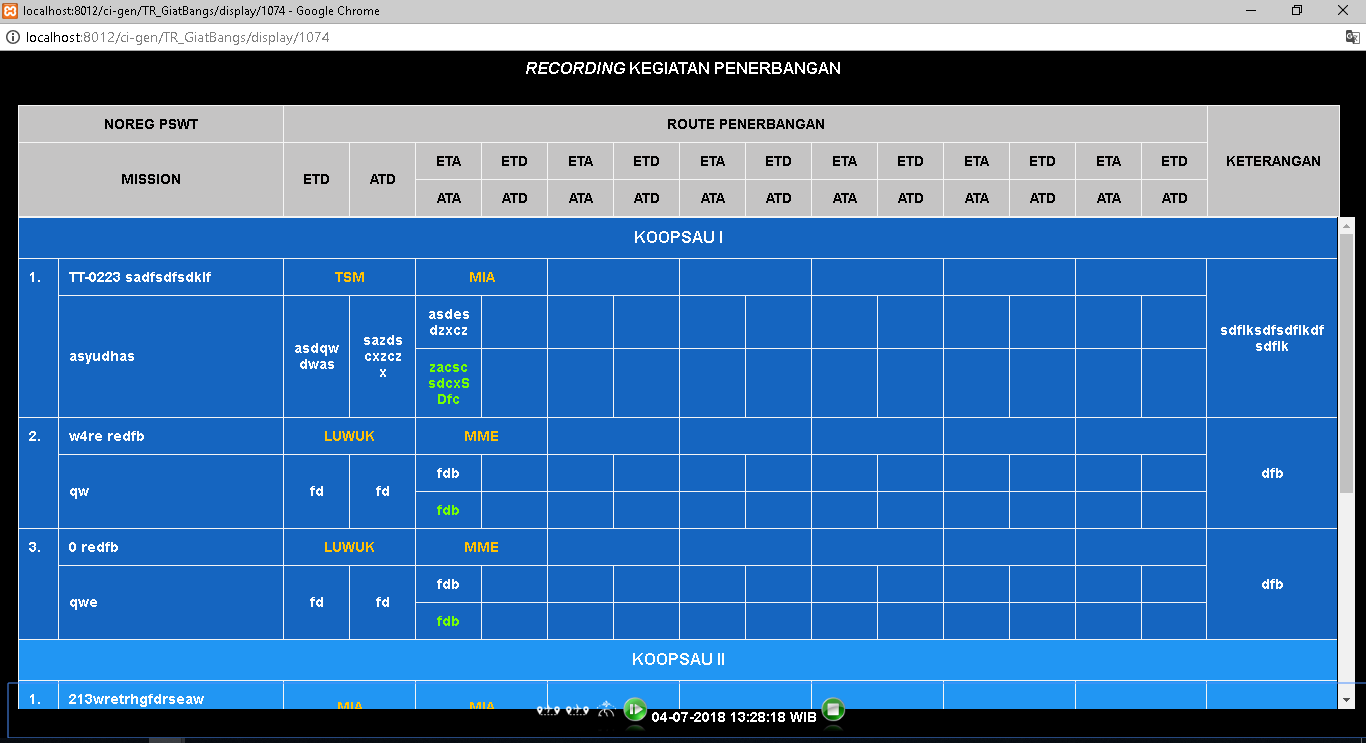 localhost:8012/ci-gen/TR_GiatBangs/display/1074 - Google Chrome
localhost:8012/ci-gen/TR_GiatBangs/display/1074
RECORDING KEGIATAN PENERBANGAN
NOREG PSWT ROUTE PENERBANGAN KETERANGAN
MISSION ETD ATD
ETA ETD ETA ETD ETA ETD ETA ETD ETA ETD ETA ETD
ATA ATD ATA ATD ATA ATD ATA ATD ATA ATD ATA ATD
KOOPSAU I
1. TT-0223 sadfsdfsdklf TSM MIA
asyudhas
asdqw
dwas
sazds
cxzcz
x
asdes
dzxcz
zacsc
sdcxS
Dfc
sdflksdfsdflkdf
sdflk
2. w4re redfb LUWUK MME
qw fd fd
fdb
fdb
dfb
3. 0 redfb LUWUK MME
qwe fd fd
fdb
fdb
dfb
KOOPSAU II
1. 213wretrhgfdrseaw MIA MIA
04-07-2018 13:28:18 WIB